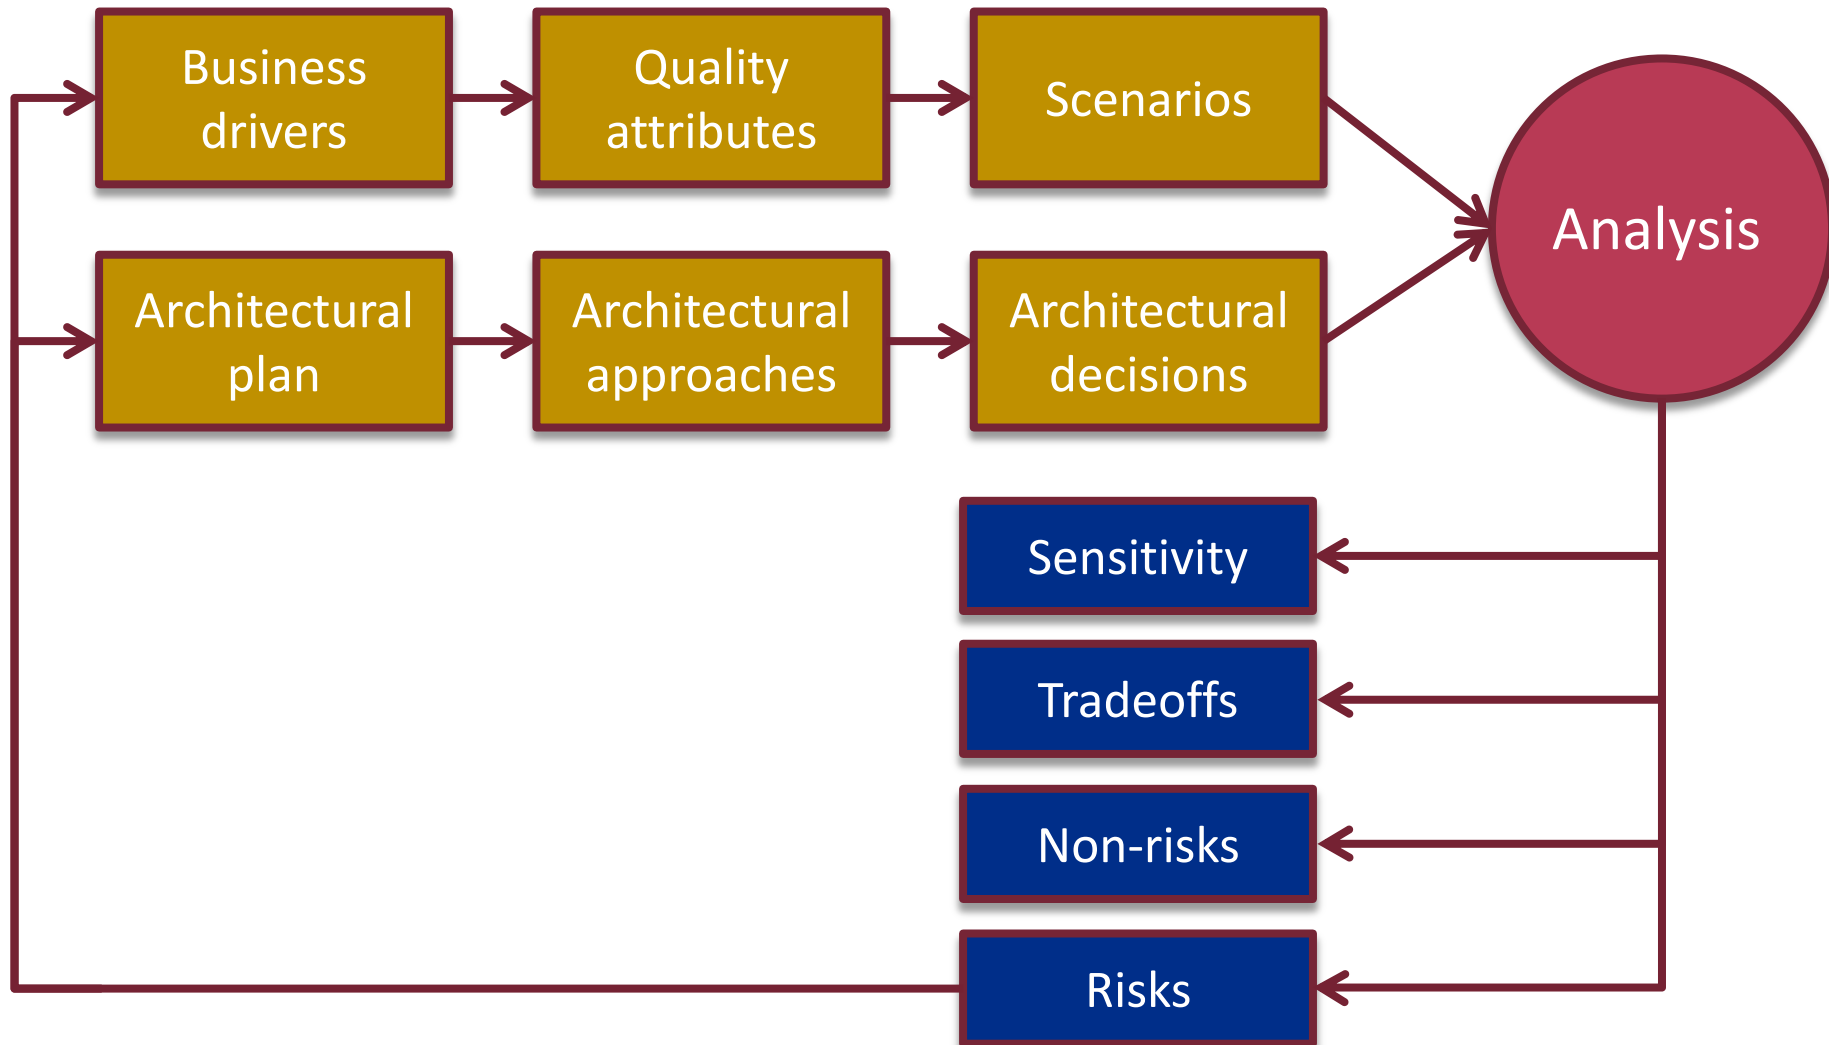 Business
drivers
Quality
attributes
Scenarios
Analysis
Architectural
plan
Architectural
approaches
Architectural
decisions
Sensitivity
Tradeoffs
Non-risks
Risks